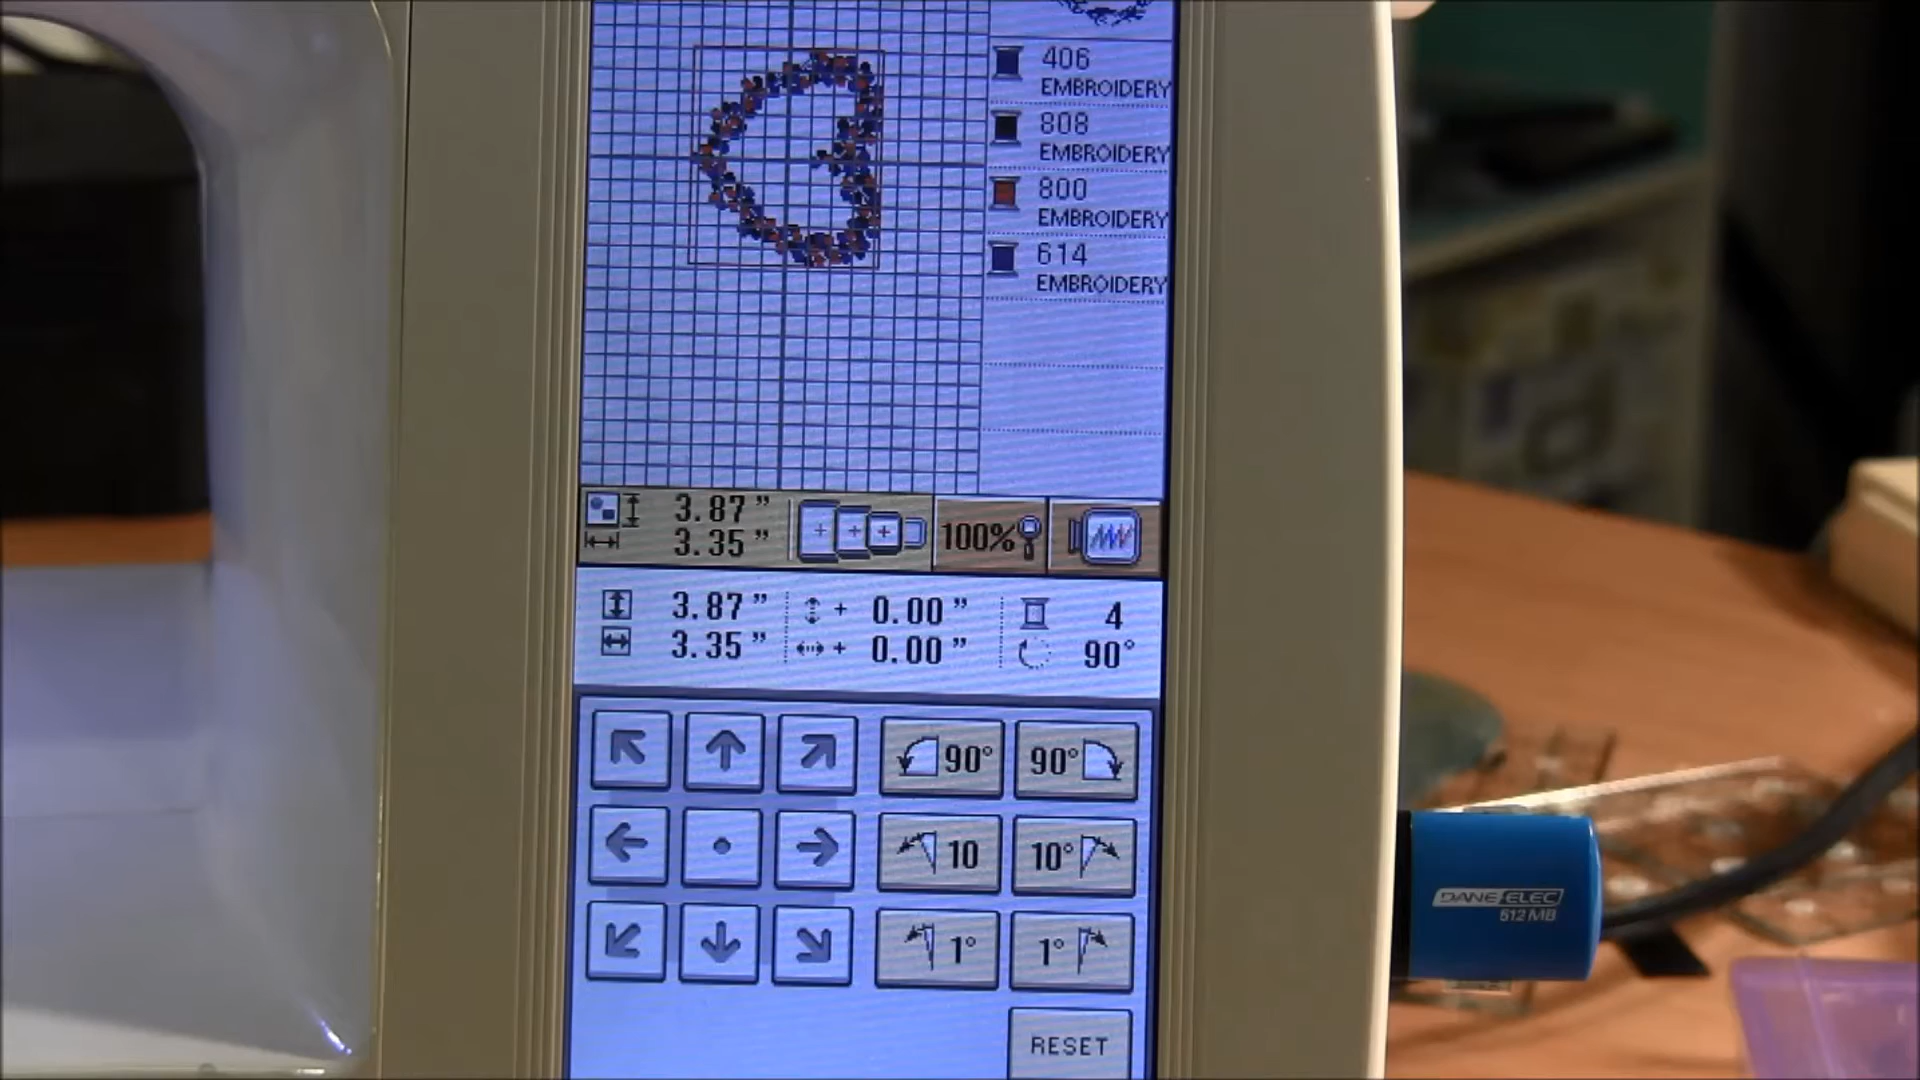 406
EMBROIDERY
808
EMBROIDERY
800
EMBROIDERY
614
EMBROIDERY
3.87 "
3.35 "
100%
3.87 "
3.35 "
+ 0.00 "
+ 0.00 "
4
90°
90°
90°
10
10°
1°
1°
RESET
DANE ELEC
512 MB